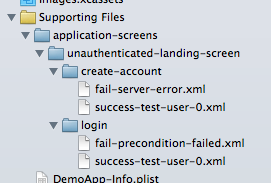 Images.xcassets
Supporting Files
application-screens
unauthenticated-landing-screen
create-account
fail-server-error.xml
success-test-user-0.xml
login
fail-precondition-failed.xml
success-test-user-0.xml
DemoApp-Info.plist